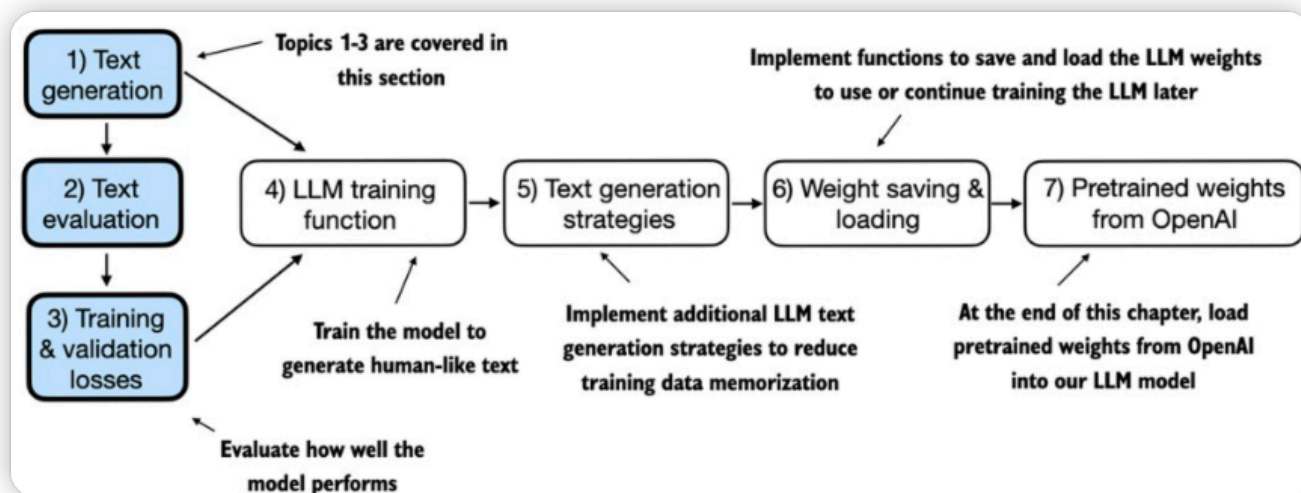 1) Text
generation
Topics 1-3 are covered in
this section
2) Text
evaluation
3) Training
& validation
losses
Evaluate how well the
model performs
4) LLM training
function
Train the model to
generate human-like text
5) Text generation
strategies
Implement additional LLM text
generation strategies to reduce
training data memorization
Implement functions to save and load the LLM weights
to use or continue training the LLM later
6) Weight saving &
loading
7) Pretrained weights
from OpenAI
At the end of this chapter, load
pretrained weights from OpenAI
into our LLM model